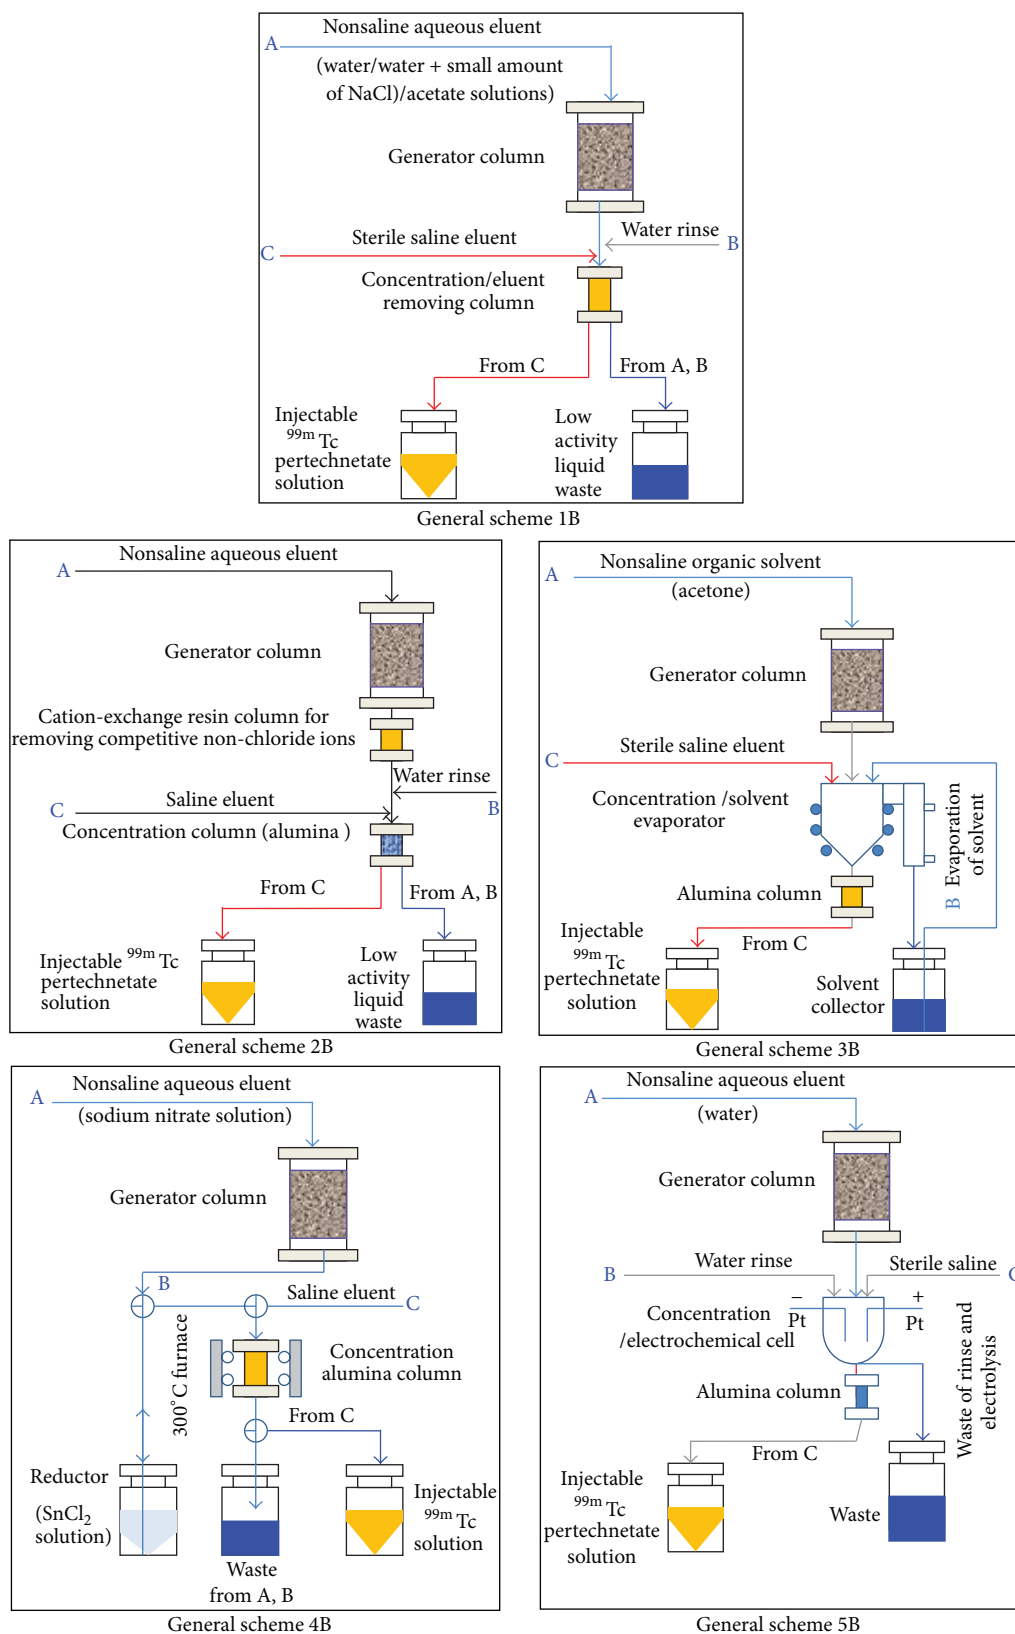 Nonsaline aqueous eluent
A
(water/water + small amount
of NaCl)/acetate solutions)
Generator column
Water rinse
B
Sterile saline eluent
C
Concentration/eluent
removing column
From C
From A, B
Injectable
99m Tc
pertechnetate
solution
Low
activity
liquid
waste
General scheme 1B
Nonsaline aqueous eluent
A
Generator column
Cation-exchange resin column for
removing competitive non-chloride ions
Water rinse
B
Saline eluent
C
Concentration column (alumina )
From C
From A, B
Injectable 99m Tc
pertechnetate
solution
Low
activity
liquid
waste
General scheme 2B
Nonsaline organic solvent
A
(acetone)
Generator column
Sterile saline eluent
C
Concentration /solvent
evaporator
B Evaporation
of solvent
Alumina column
From C
Injectable
99m Tc
pertechnetate
solution
Solvent
collector
General scheme 3B
Nonsaline aqueous eluent
A
(sodium nitrate solution)
Generator column
B
Saline eluent
C
300°C furnace
Concentration
alumina column
From C
Reductor
(SnCl2
solution)
Injectable
99m Tc
solution
Waste
from A, B
General scheme 4B
Nonsaline aqueous eluent
A
(water)
Generator column
Water rinse
B
Sterile saline
C
− Pt
+ Pt
Concentration
/electrochemical cell
Waste of rinse and
electrolysis
Alumina column
From C
Injectable
99m Tc
pertechnetate
solution
Waste
General scheme 5B